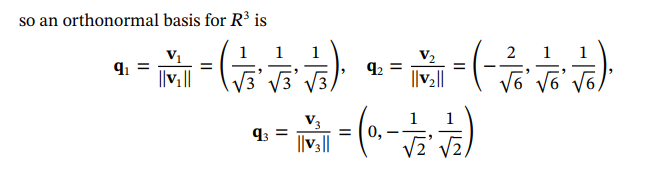 so an orthonormal basis for R³ is
q₁ = v₁/‖v₁‖ = (1/√3, 1/√3, 1/√3), q₂ = v₂/‖v₂‖ = (−2/√6, 1/√6, 1/√6),
q₃ = v₃/‖v₃‖ = (0, −1/√2, 1/√2)